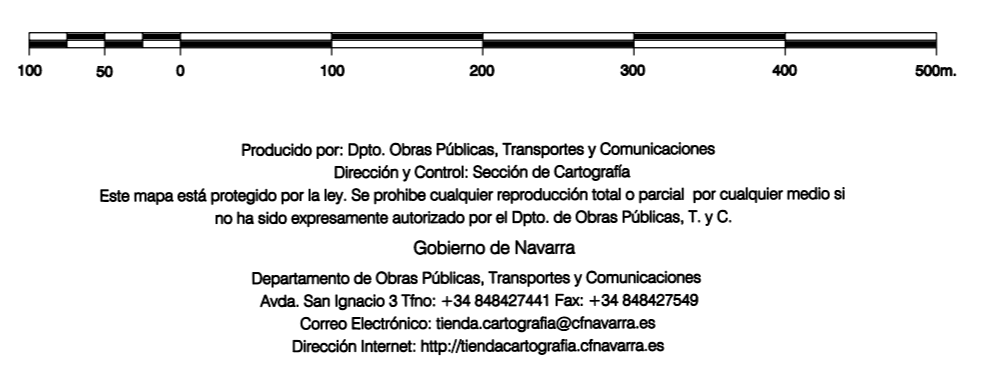 100 50 0 100 200 300 400 500m.
Producido por: Dpto. Obras Públicas, Transportes y Comunicaciones
Dirección y Control: Sección de Cartografía
Este mapa está protegido por la ley. Se prohibe cualquier reproducción total o parcial por cualquier medio si
no ha sido expresamente autorizado por el Dpto. de Obras Públicas, T. y C.
Gobierno de Navarra
Departamento de Obras Públicas, Transportes y Comunicaciones
Avda. San Ignacio 3 Tfno: +34 848427441 Fax: +34 848427549
Correo Electrónico: tienda.cartografia@cfnavarra.es
Dirección Internet: http://tiendacartografia.cfnavarra.es